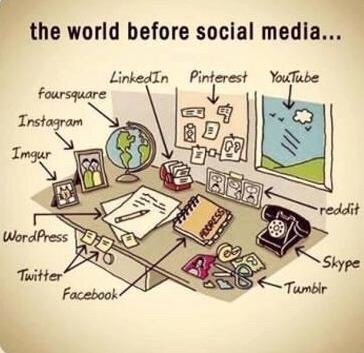 the world before social media...
LinkedIn Pinterest YouTube
foursquare
Instagram
Imgur
reddit
WordPress
ADDRESS
Skype
Twitter
Facebook
Tumblr